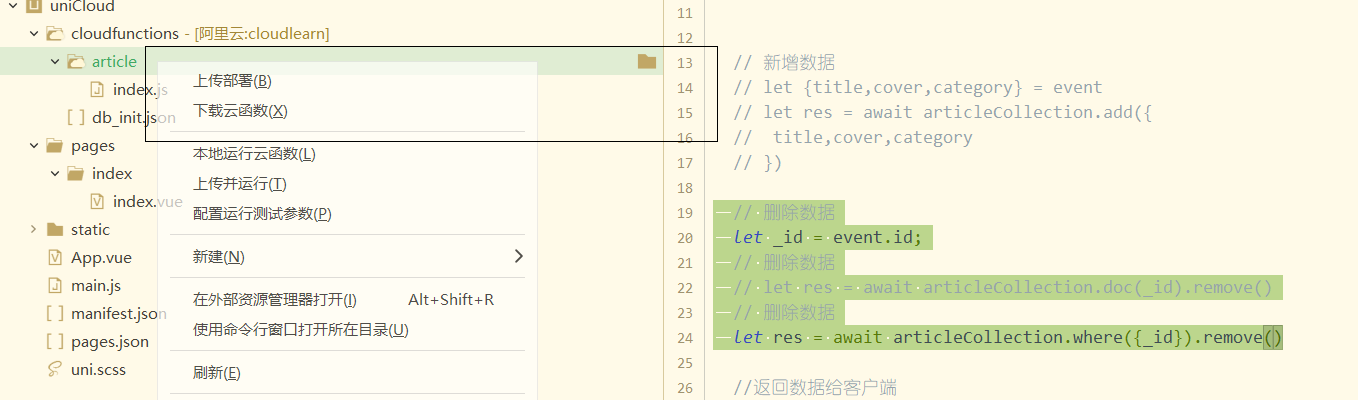 uniCloud
cloudfunctions - [阿里云:cloudlearn]
article
index.js
db_init.json
pages
index
index.vue
static
App.vue
main.js
manifest.json
pages.json
uni.scss
上传部署(B)
下载云函数(X)
本地运行云函数(L)
上传并运行(T)
配置运行测试参数(P)
新建(N)
在外部资源管理器打开(I) Alt+Shift+R
使用命令行窗口打开所在目录(U)
刷新(E)
11
12
13 // 新增数据
14 // let {title,cover,category} = event
15 // let res = await articleCollection.add({
16 // title,cover,category
17 // })
18
19 // 删除数据
20 let _id = event.id;
21 // 删除数据
22 // let res = await articleCollection.doc(_id).remove()
23 // 删除数据
24 let res = await articleCollection.where({_id}).remove()
25
26 //返回数据给客户端